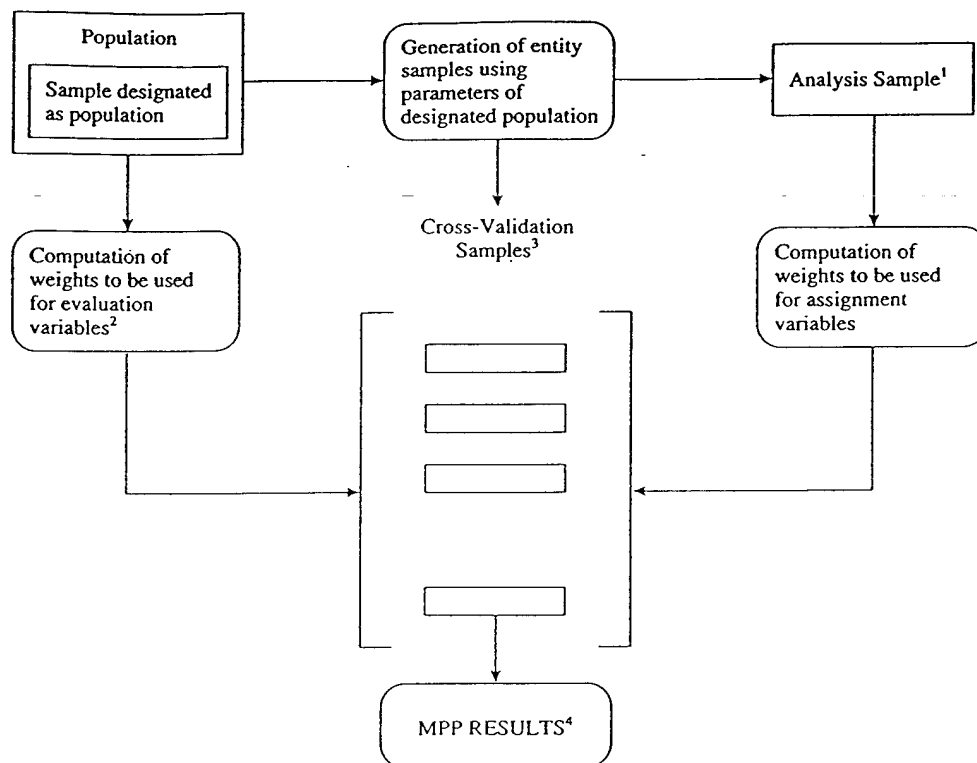 Population
Sample designated
as population
Generation of entity
samples using
parameters of
designated population
Analysis Sample¹
Cross-Validation
Samples³
Computation of
weights to be used
for evaluation
variables²
Computation of
weights to be used
for assignment
variables
MPP RESULTS⁴